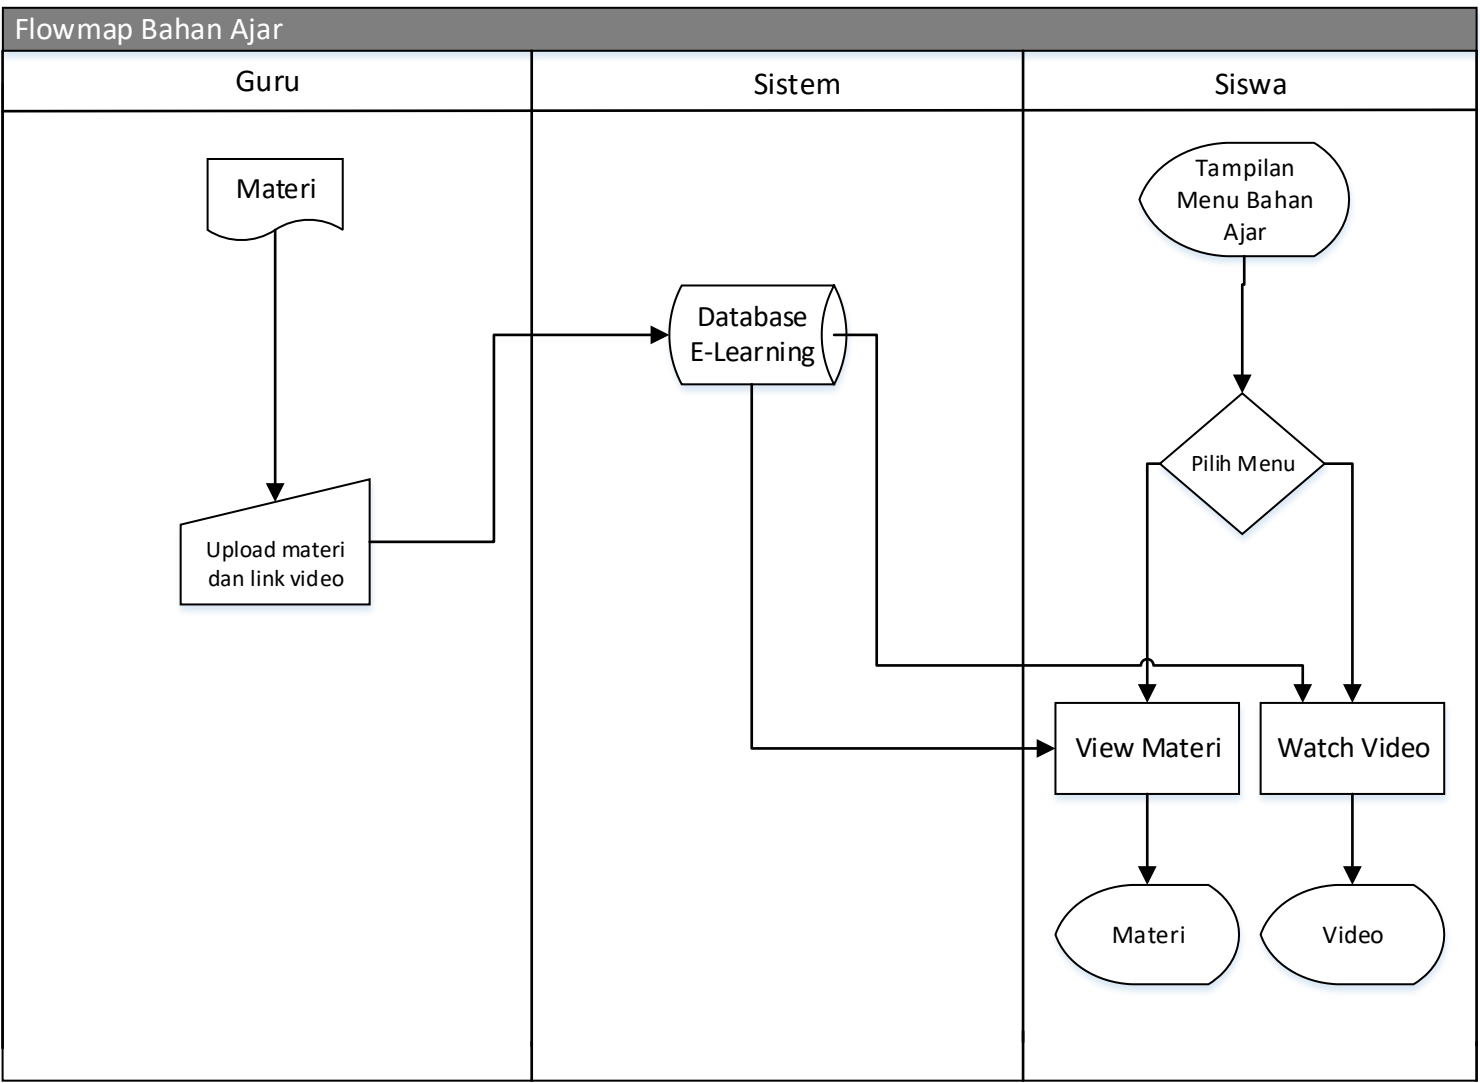 Flowmap Bahan Ajar
Guru
Sistem
Siswa
Materi
Tampilan
Menu Bahan
Ajar
Database
E-Learning
Pilih Menu
Upload materi
dan link video
View Materi
Watch Video
Materi
Video